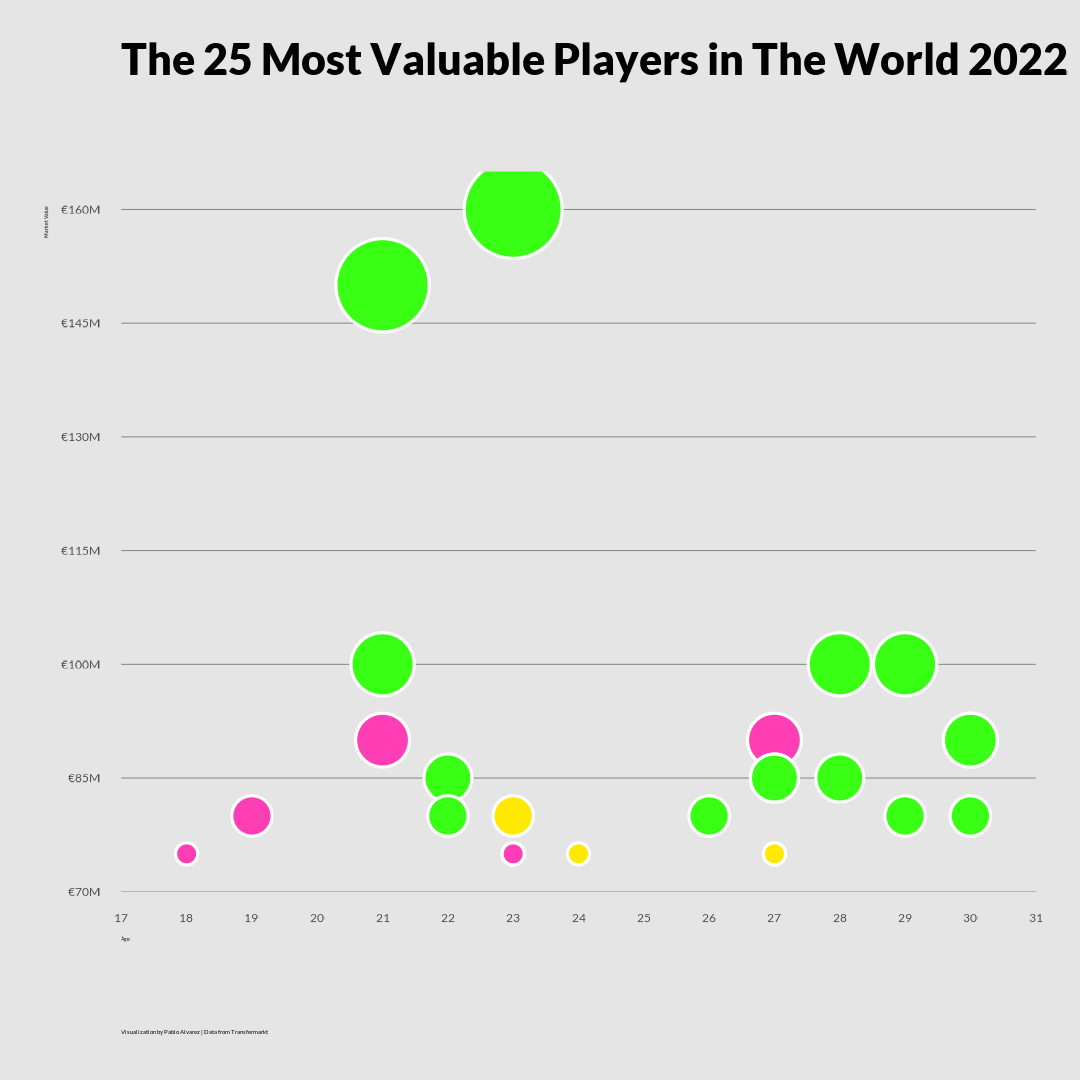 The 25 Most Valuable Players in The World 2022
Market Value
€160M
€145M
€130M
€115M
€100M
€85M
€70M
17 18 19 20 21 22 23 24 25 26 27 28 29 30 31
Age
Visualization by Pablo Alvarez | Data from Transfermarkt